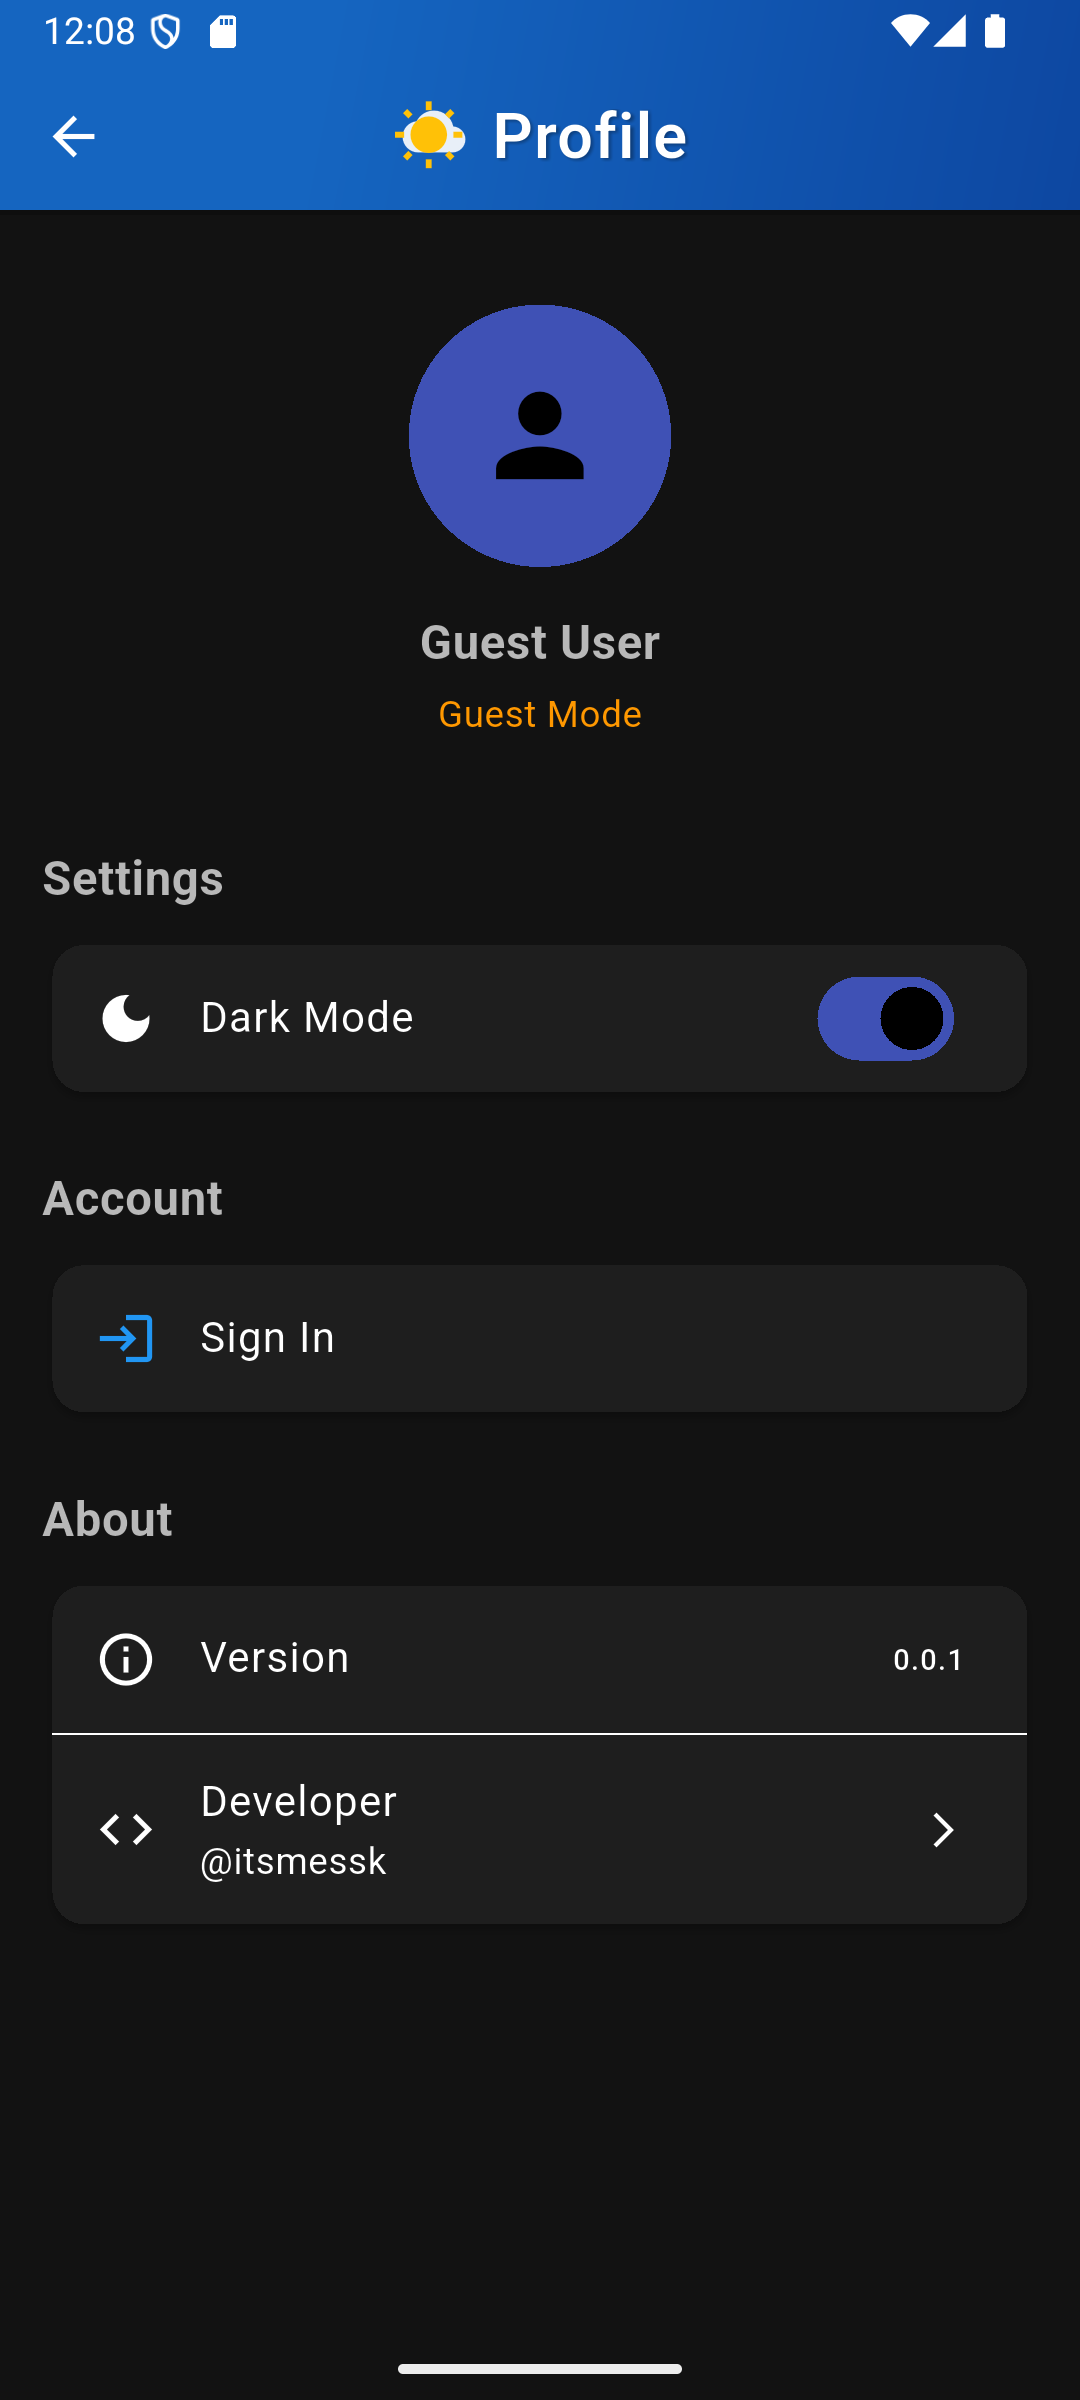 12:08
Profile
Guest User
Guest Mode
Settings
Dark Mode
Account
Sign In
About
Version
0.0.1
Developer
@itsmessk